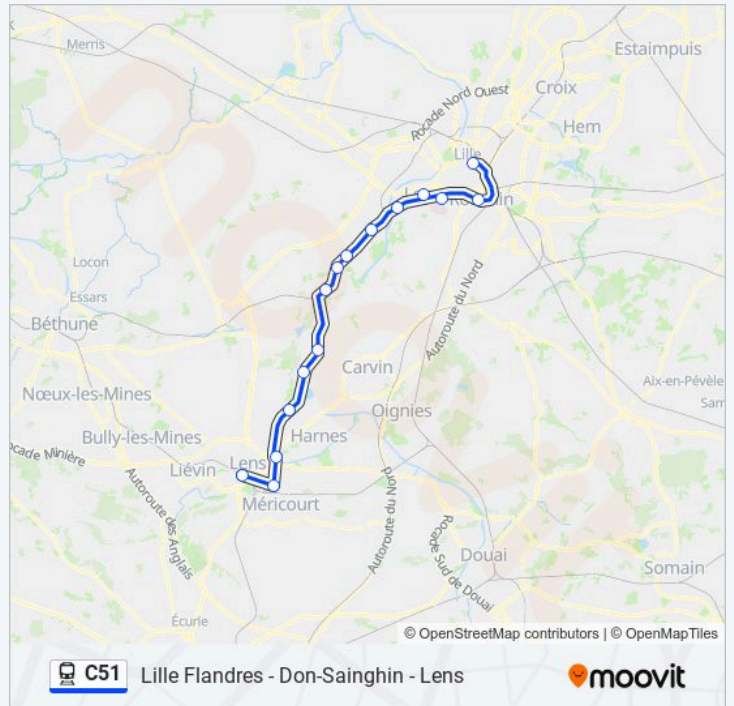 Merris
Estaimpuis
Rocade Nord Ouest
Croix
Hem
Lille
Locon
Essars
Béthune
Autoroute du Nord
Carvin
Nœux-les-Mines
Oignies
Aix-en-Pévèle
Bully-les-Mines
Harnes
Liévin
Lens
Autoroute des Anglais
Méricourt
Autoroute du Nord
Rocade Sud de Douai
Douai
Somain
Écurie
© OpenStreetMap contributors | © OpenMapTiles
C51 Lille Flandres - Don-Sainghin - Lens
moovit